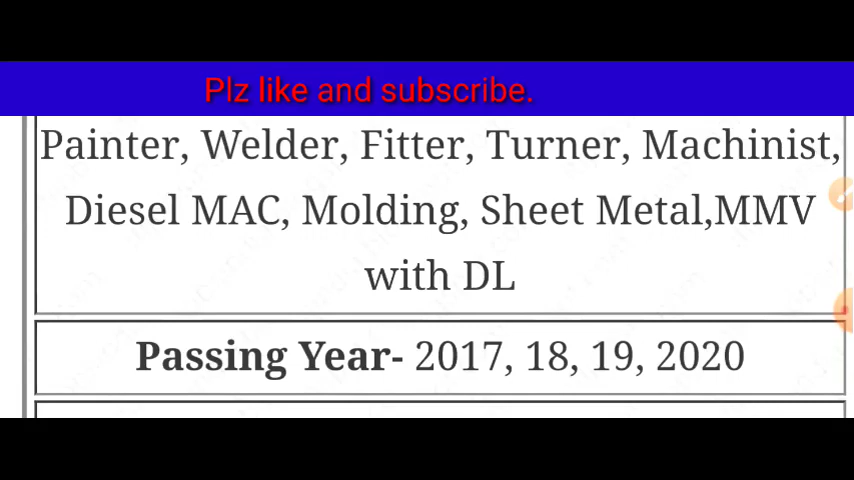 Plz like and subscribe.
Painter, Welder, Fitter, Turner, Machinist,
Diesel MAC, Molding, Sheet Metal,MMV
with DL
Passing Year- 2017, 18, 19, 2020